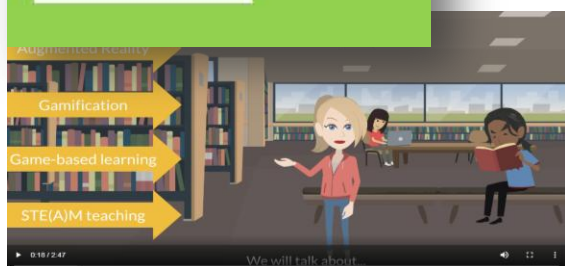 Augmented Reality
Gamification
Game-based learning
STE(A)M teaching
0:18 / 2:47
We will talk about...